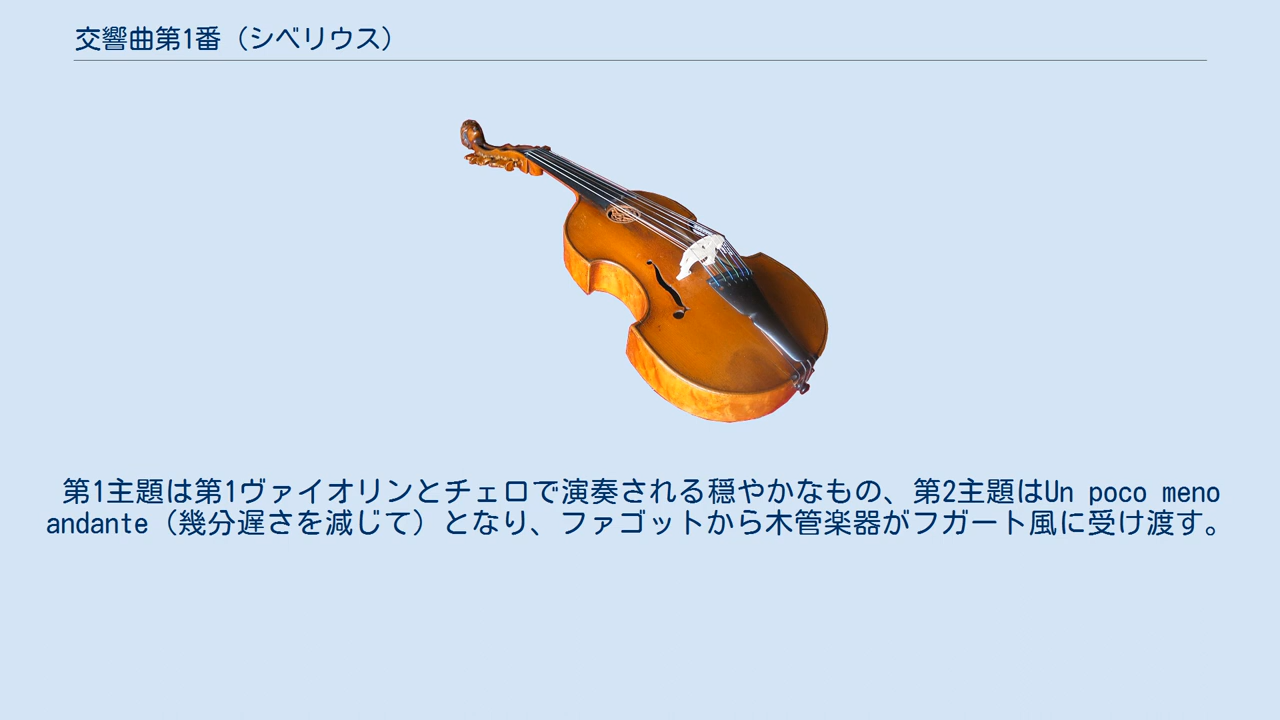 交響曲第1番（シベリウス）
第1主題は第1ヴァイオリンとチェロで演奏される穏やかなもの、第2主題はUn poco meno
andante（幾分遅さを減じて）となり、ファゴットから木管楽器がフガート風に受け渡す。